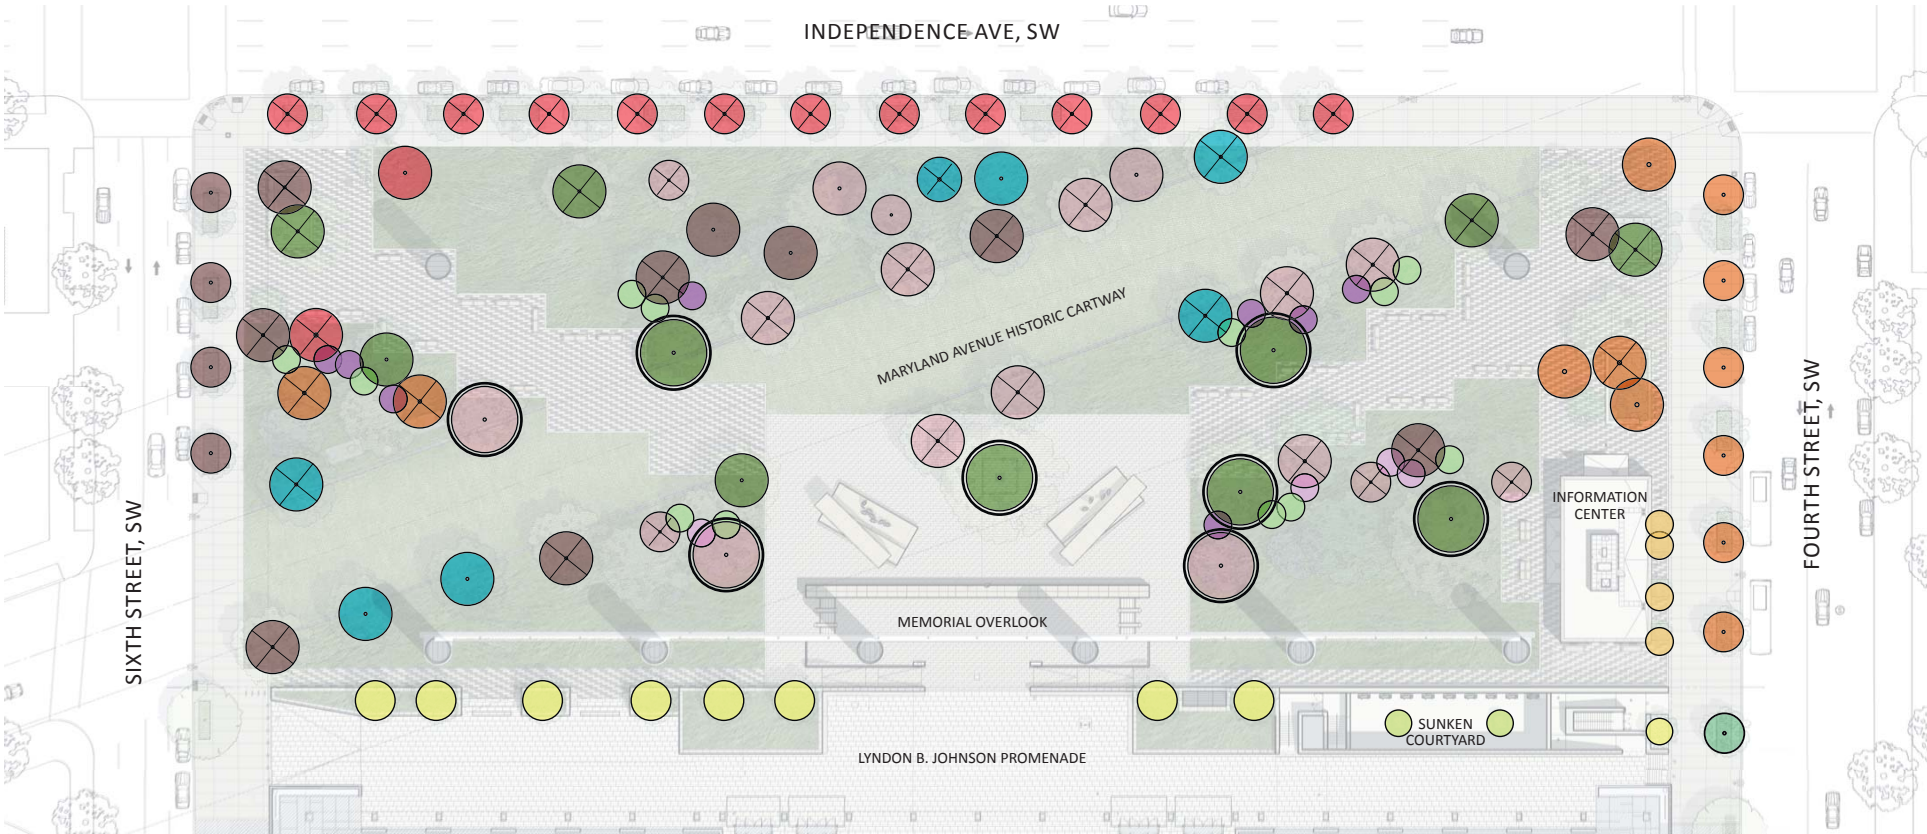 INDEPENDENCE AVE, SW
MARYLAND AVENUE HISTORIC CARTWAY
SIXTH STREET, SW
FOURTH STREET, SW
INFORMATION
CENTER
MEMORIAL OVERLOOK
SUNKEN
COURTYARD
LYNDON B. JOHNSON PROMENADE